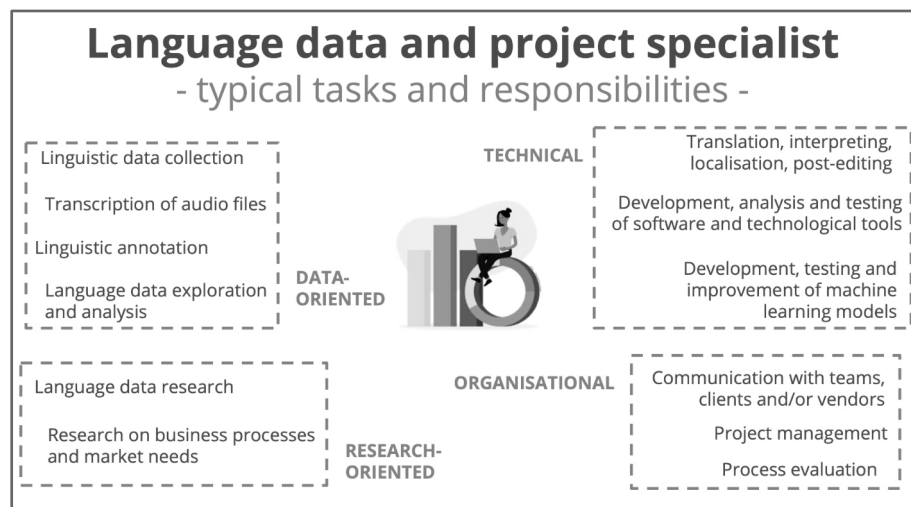 Language data and project specialist
- typical tasks and responsibilities -
Linguistic data collection
Transcription of audio files
Linguistic annotation
Language data exploration
and analysis
DATA-
ORIENTED
TECHNICAL
Translation, interpreting,
localisation, post-editing
Development, analysis and testing
of software and technological tools
Development, testing and
improvement of machine
learning models
Language data research
Research on business processes
and market needs
RESEARCH-
ORIENTED
ORGANISATIONAL
Communication with teams,
clients and/or vendors
Project management
Process evaluation